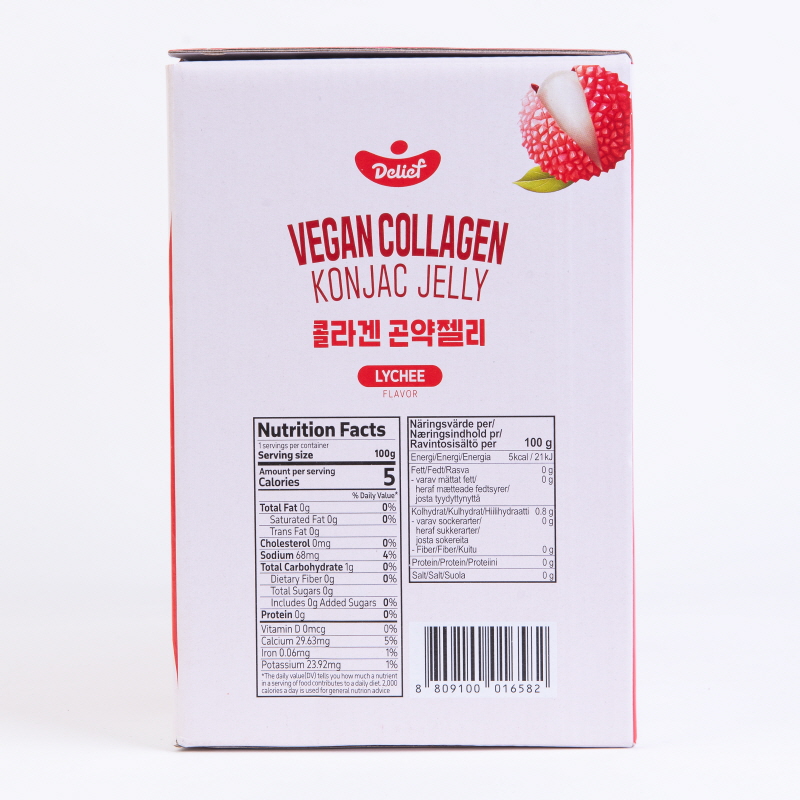 Delief
VEGAN COLLAGEN
KONJAC JELLY
콜라겐 곤약젤리
LYCHEE
FLAVOR
Nutrition Facts
1 servings per container
Serving size 100g
Amount per serving
Calories 5
% Daily Value*
Total Fat 0g 0%
Saturated Fat 0g 0%
Trans Fat 0g
Cholesterol 0mg 0%
Sodium 68mg 4%
Total Carbohydrate 1g 0%
Dietary Fiber 0g 0%
Total Sugars 0g
Includes 0g Added Sugars 0%
Protein 0g 0%
Vitamin D 0mcg 0%
Calcium 29.63mg 5%
Iron 0.06mg 1%
Potassium 23.92mg 1%
*The daily value(DV) tells you how much a nutrient
in a serving of food contributes to a daily diet. 2,000
calories a day is used for general nutrion advice
Näringsvärde per/
Næringsindhold pr/
Ravintosisältö per 100 g
Energi/Energi/Energia 5kcal / 21kJ
Fett/Fedt/Rasva 0 g
- varav mättat fett/ 0 g
heraf mætteade fedtsyrer/
josta tyydyttynyttä
Kolhydrat/Kulhydrat/Hiilihydraatti 0.8 g
- varav sockerarter/ 0 g
heraf sukkerarter/
josta sokereita
- Fiber/Fiber/Kuitu 0 g
Protein/Protein/Proteiini 0 g
Salt/Salt/Suola 0 g
8 809100 016582